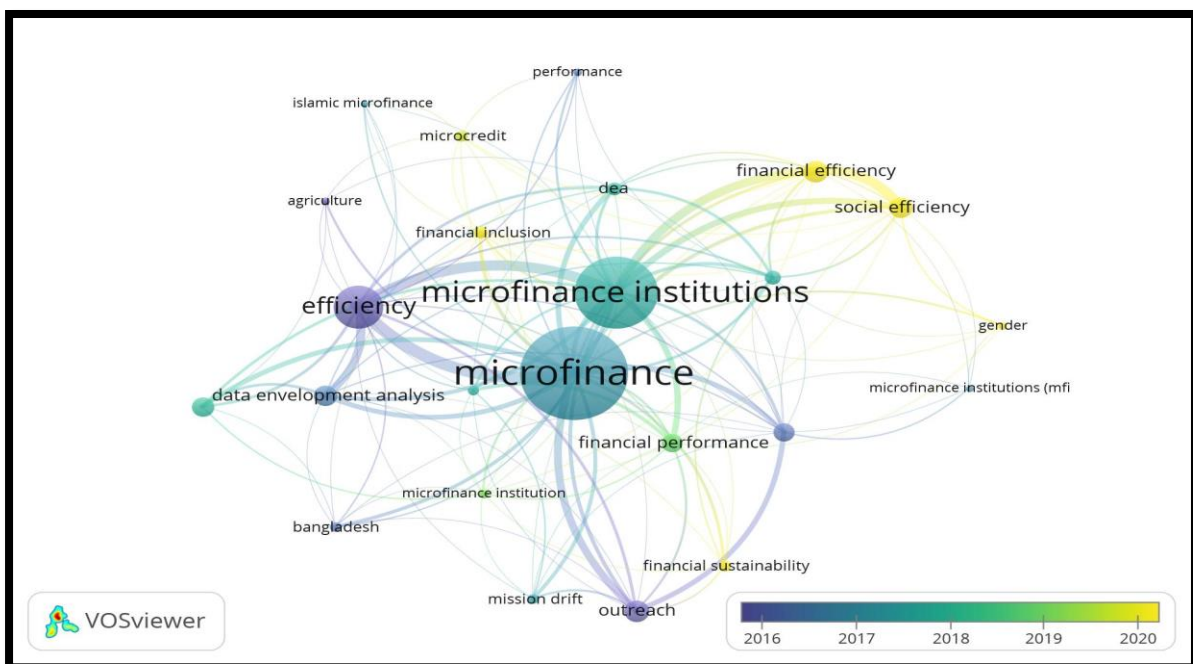 performance
islamic microfinance
microcredit
financial efficiency
dea
agriculture
social efficiency
financial inclusion
microfinance institutions
efficiency
gender
microfinance
microfinance institutions (mfi
data envelopment analysis
financial performance
microfinance institution
bangladesh
financial sustainability
mission drift
outreach
VOSviewer
2016 2017 2018 2019 2020